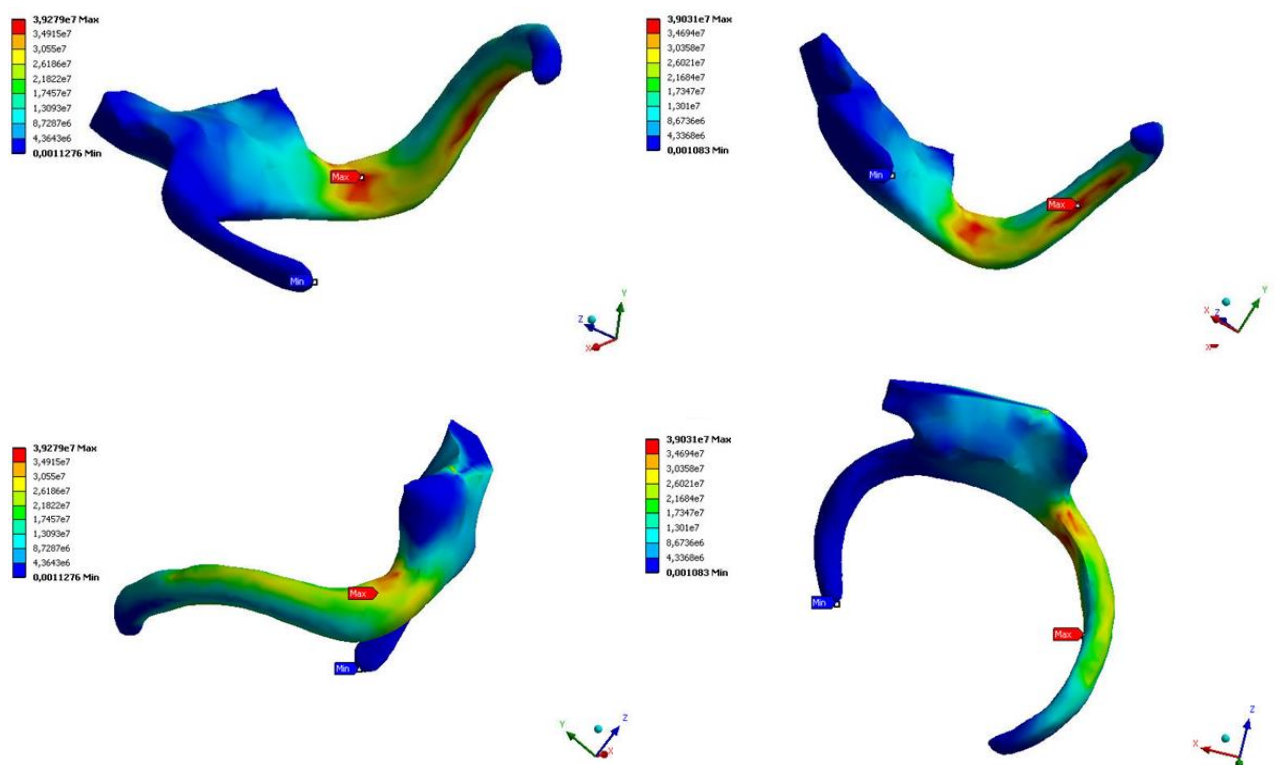 3,9279e7 Max
3,4915e7
3,055e7
2,6186e7
2,1822e7
1,7457e7
1,3093e7
8,7287e6
4,3643e6
0,0011276 Min
Max
Min
Y
Z
X
3,9031e7 Max
3,4694e7
3,0358e7
2,6021e7
2,1684e7
1,7347e7
1,301e7
8,6736e6
4,3368e6
0,001083 Min
Min
Max
Y
X
Z
X
3,9279e7 Max
3,4915e7
3,055e7
2,6186e7
2,1822e7
1,7457e7
1,3093e7
8,7287e6
4,3643e6
0,0011276 Min
Max
Min
Y
Z
X
3,9031e7 Max
3,4694e7
3,0358e7
2,6021e7
2,1684e7
1,7347e7
1,301e7
8,6736e6
4,3368e6
0,001083 Min
Min
Max
Z
X